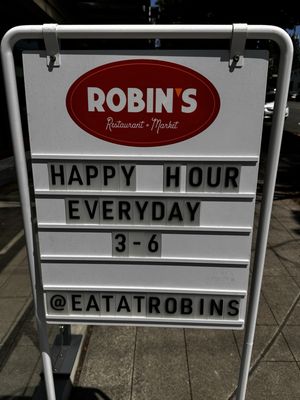 ROBIN'S
Restaurant + Market
HAPPY HOUR
EVERYDAY
3-6
@EATATROBINS